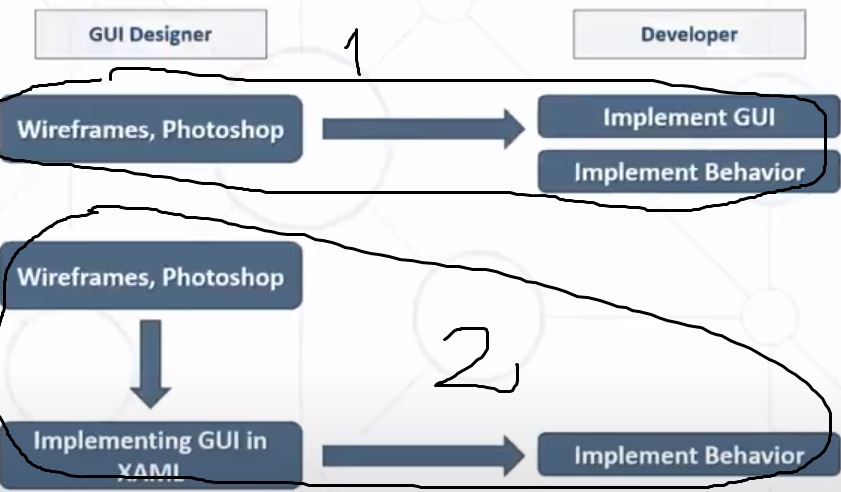 GUI Designer
1
Developer
Wireframes, Photoshop
Implement GUI
Implement Behavior
Wireframes, Photoshop
2
Implementing GUI in
XAML
Implement Behavior